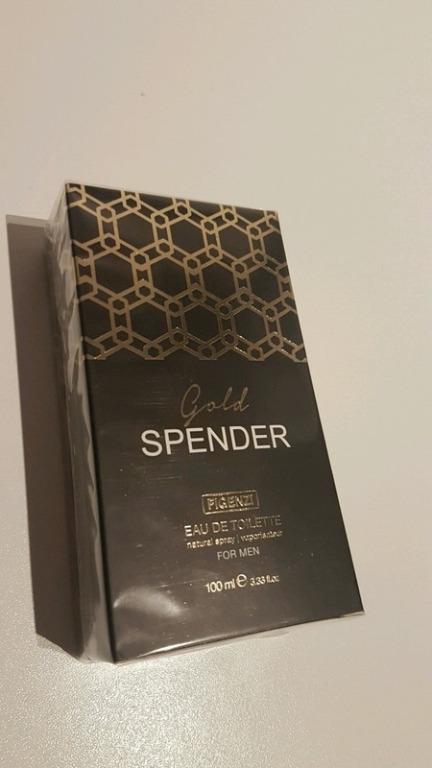 Gold
SPENDER
FIGENZI
EAU DE TOILETTE
natural spray | vaporisateur
FOR MEN
100 ml ℮ 3.33 fl.oz